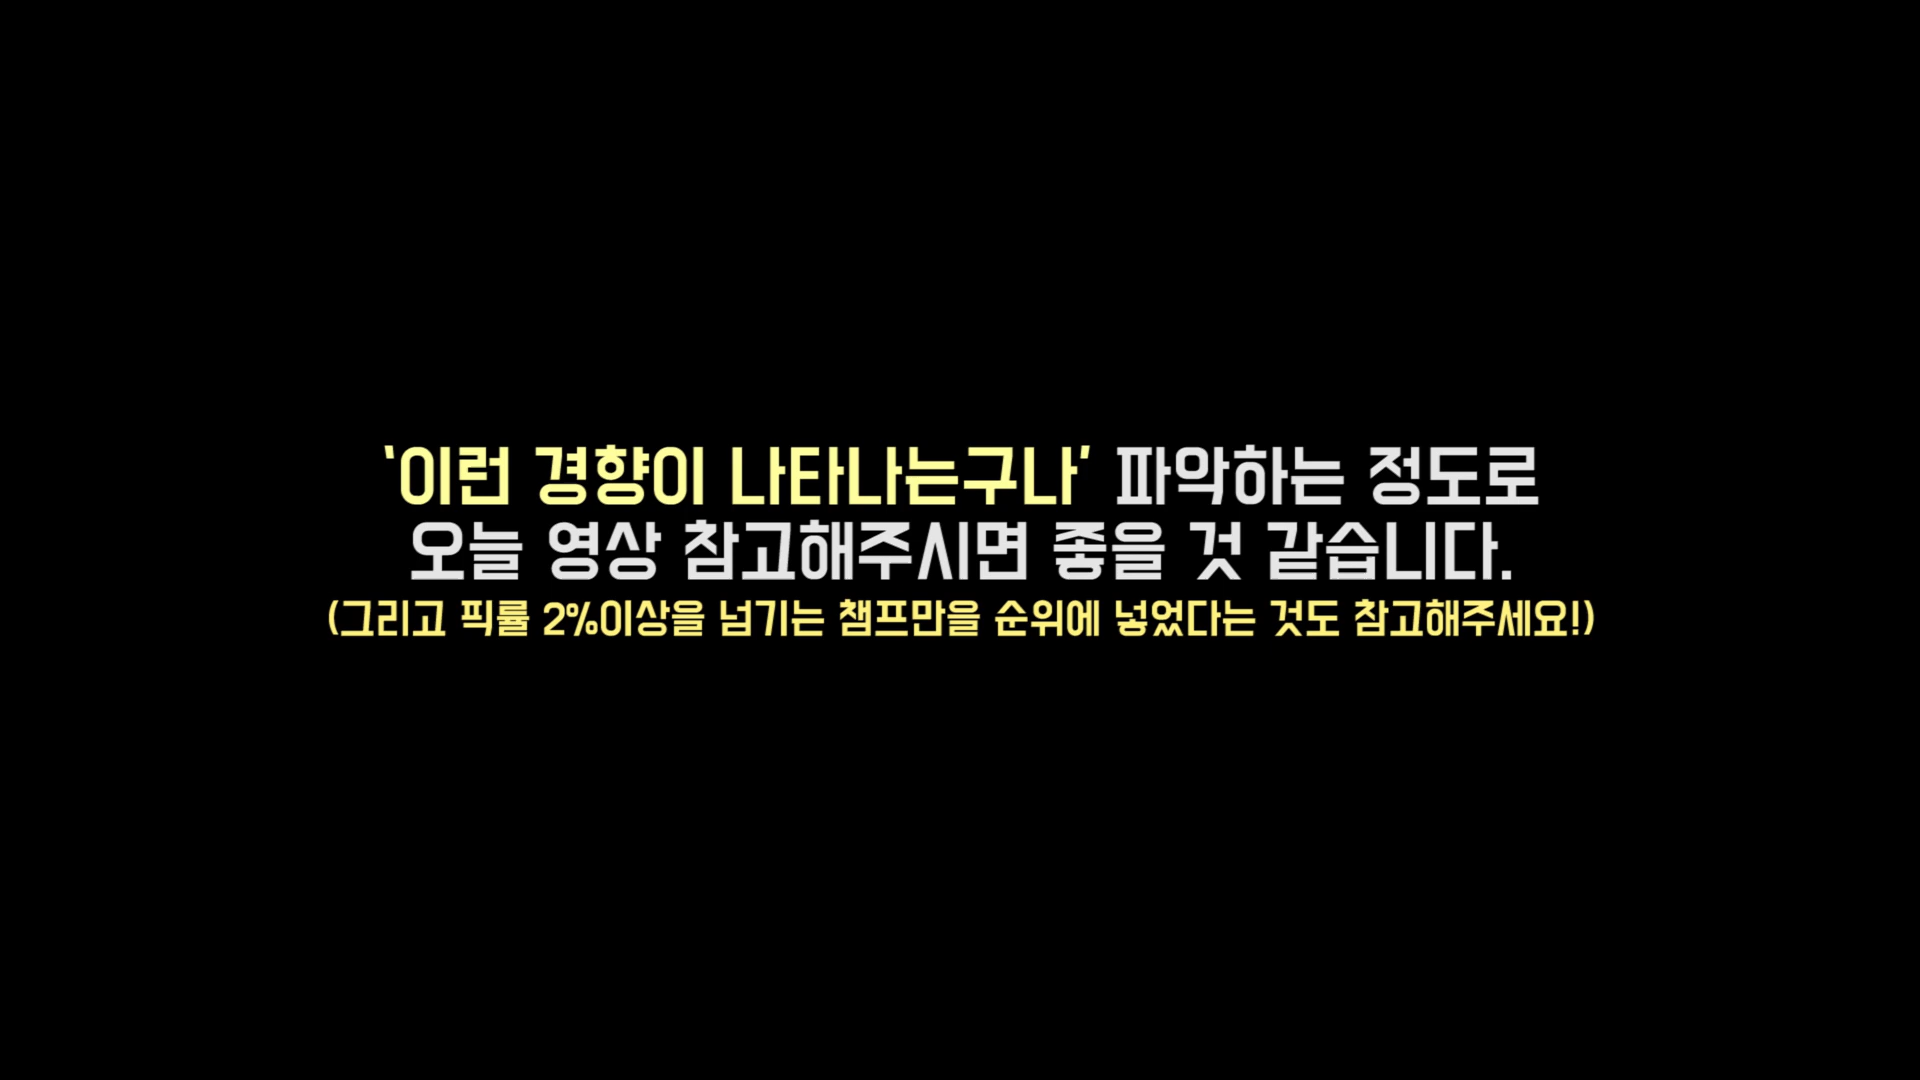 ‘이런 경향이 나타나는구나’ 파악하는 정도로
오늘 영상 참고해주시면 좋을 것 같습니다.
(그리고 픽률 2%이상을 넘기는 챔프만을 순위에 넣었다는 것도 참고해주세요!)